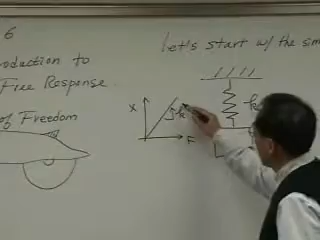 6
roduction to
Free Response
of Freedom
Let's start w/ the sim
x
k
F
k